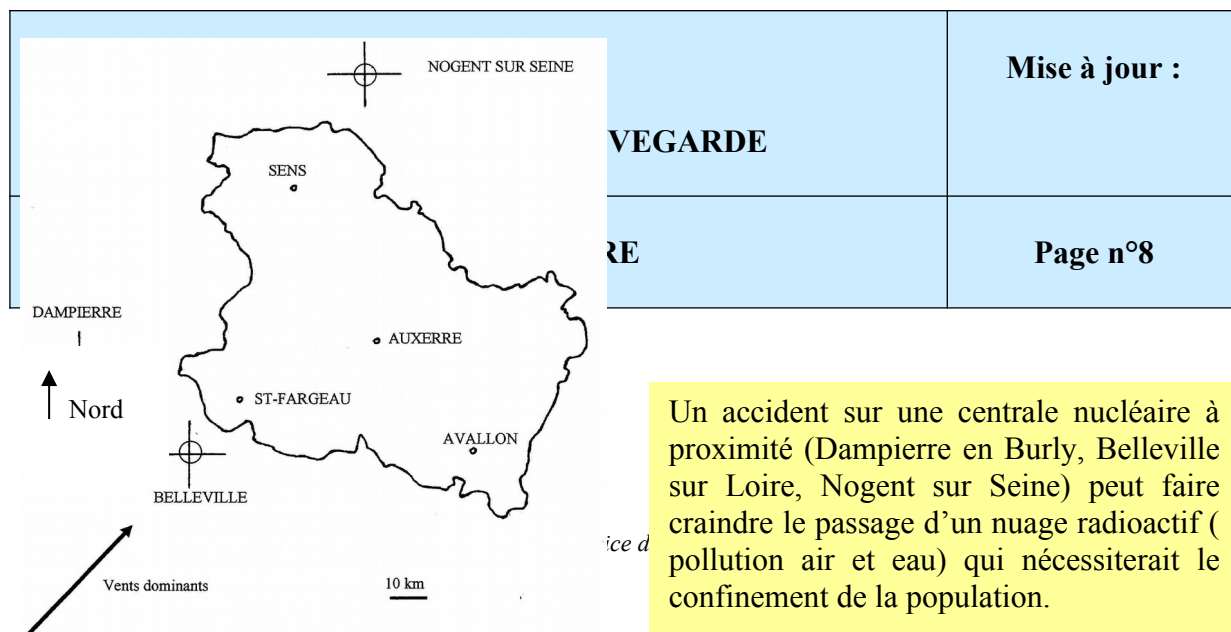 Mise à jour :
VEGARDE
RE
Page n°8
NOGENT SUR SEINE
SENS
DAMPIERRE
AUXERRE
Nord
ST-FARGEAU
AVALLON
BELLEVILLE
Vents dominants
10 km
ice d
Un accident sur une centrale nucléaire à
proximité (Dampierre en Burly, Belleville
sur Loire, Nogent sur Seine) peut faire
craindre le passage d’un nuage radioactif (
pollution air et eau) qui nécessiterait le
confinement de la population.